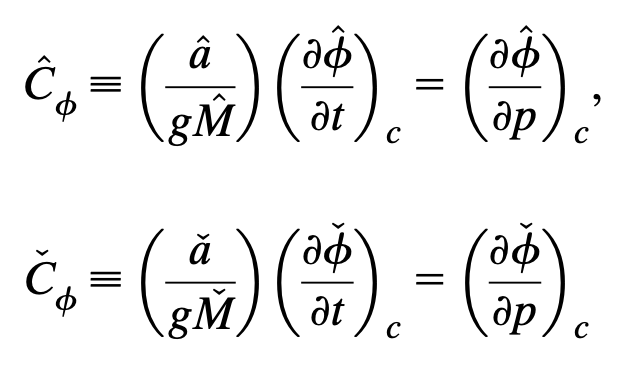 Ĉ_ϕ ≡ (â / gM̂) (∂ϕ̂ / ∂t)_c = (∂ϕ̂ / ∂p)_c,
Č_ϕ ≡ (ǎ / gM̌) (∂ϕ̌ / ∂t)_c = (∂ϕ̌ / ∂p)_c